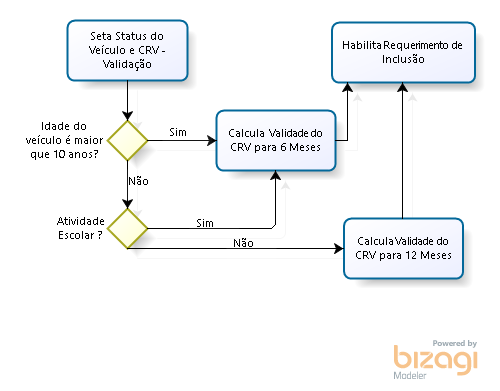 Seta Status do
Veículo e CRV -
Validação
Habilita Requerimento de
Inclusão
Idade do
veículo é maior
que 10 anos?
Sim
Calcula Validade do
CRV para 6 Meses
Não
Atividade
Escolar ?
Sim
Não
Calcula Validade do
CRV para 12 Meses
Powered by
bizagi
Modeler